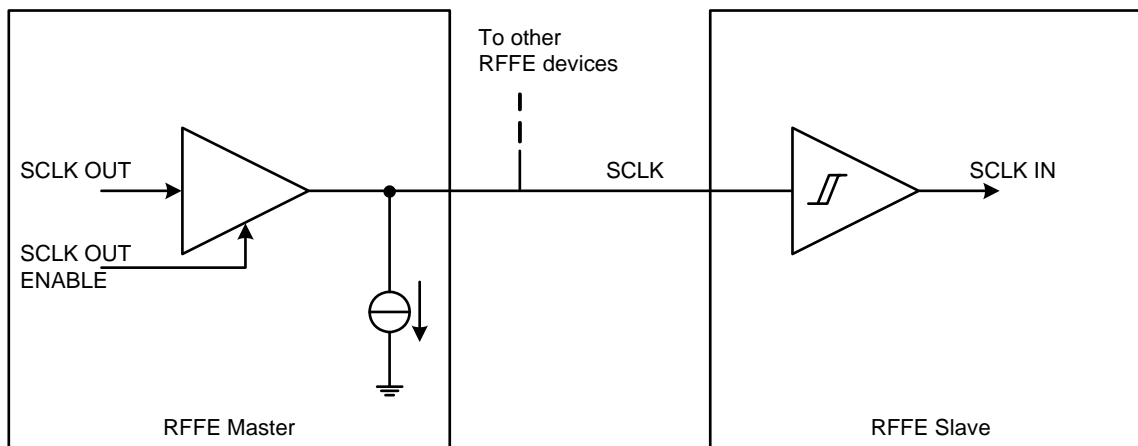 To other
RFFE devices
SCLK OUT
SCLK
SCLK IN
SCLK OUT
ENABLE
RFFE Master
RFFE Slave